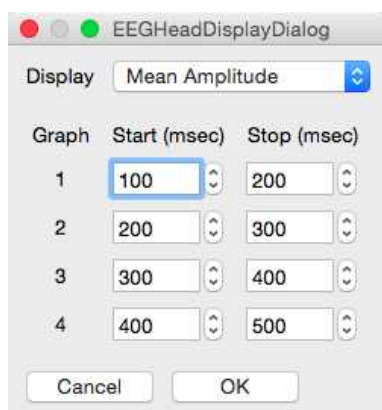 EEGHeadDisplayDialog
Display Mean Amplitude
Graph Start (msec) Stop (msec)
1 100 200
2 200 300
3 300 400
4 400 500
Cancel OK